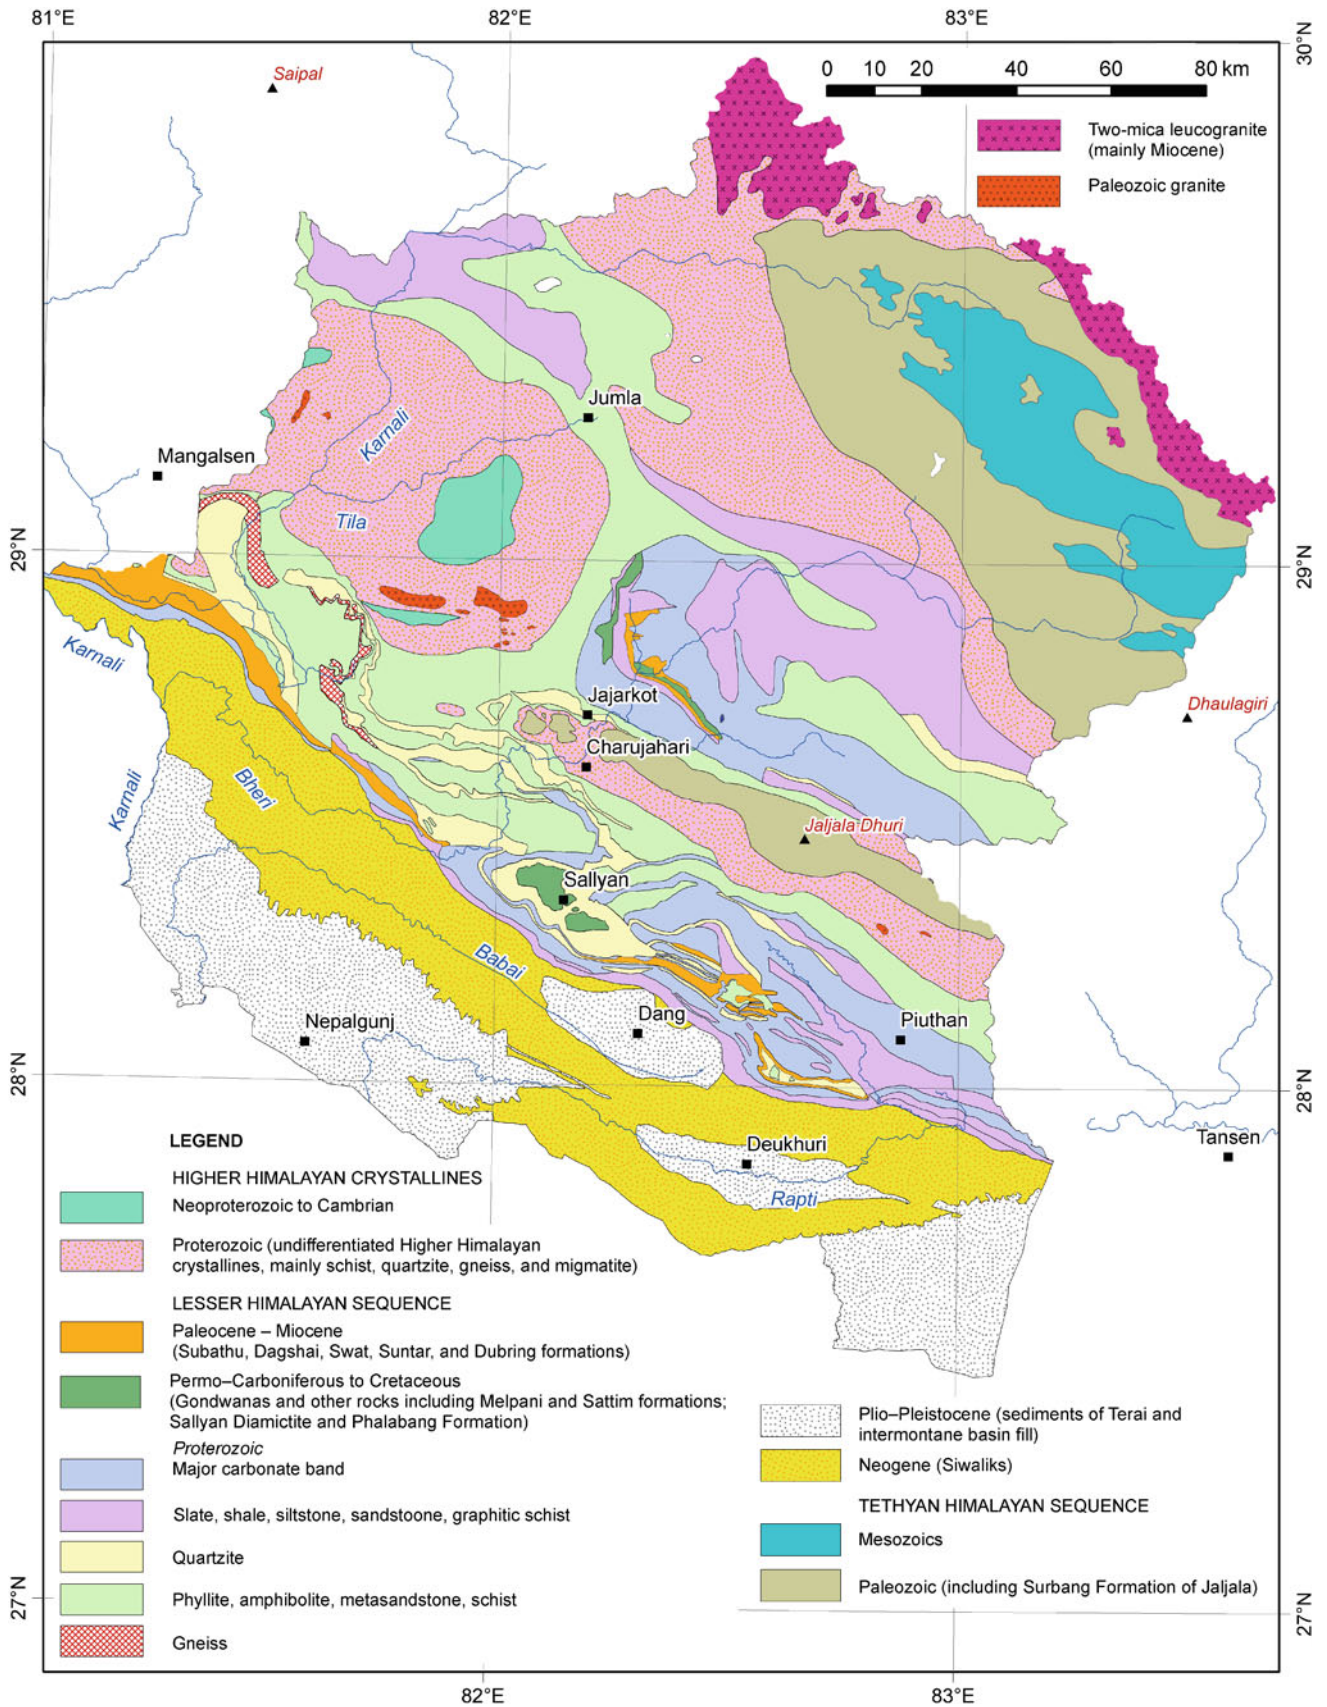 81°E
82°E
83°E
30°N
Saipal
0 10 20 40 60 80 km
Two-mica leucogranite
(mainly Miocene)
Paleozoic granite
Jumla
Karnali
Mangalsen
Tila
29°N
29°N
Karnali
Jajarkot
Dhaulagiri
Charujahari
Karnali
Bheri
Jaljala Dhuri
Sallyan
Babai
Nepalgunj
Dang
Piuthan
28°N
28°N
Deukhuri
Tansen
Rapti
LEGEND
HIGHER HIMALAYAN CRYSTALLINES
Neoproterozoic to Cambrian
Proterozoic (undifferentiated Higher Himalayan
crystallines, mainly schist, quartzite, gneiss, and migmatite)
LESSER HIMALAYAN SEQUENCE
Paleocene – Miocene
(Subathu, Dagshai, Swat, Suntar, and Dubring formations)
Permo–Carboniferous to Cretaceous
(Gondwanas and other rocks including Melpani and Sattim formations;
Sallyan Diamictite and Phalabang Formation)
Proterozoic
Major carbonate band
Slate, shale, siltstone, sandstoone, graphitic schist
Quartzite
Phyllite, amphibolite, metasandstone, schist
Gneiss
Plio–Pleistocene (sediments of Terai and
intermontane basin fill)
Neogene (Siwaliks)
TETHYAN HIMALAYAN SEQUENCE
Mesozoics
Paleozoic (including Surbang Formation of Jaljala)
27°N
27°N
82°E
83°E